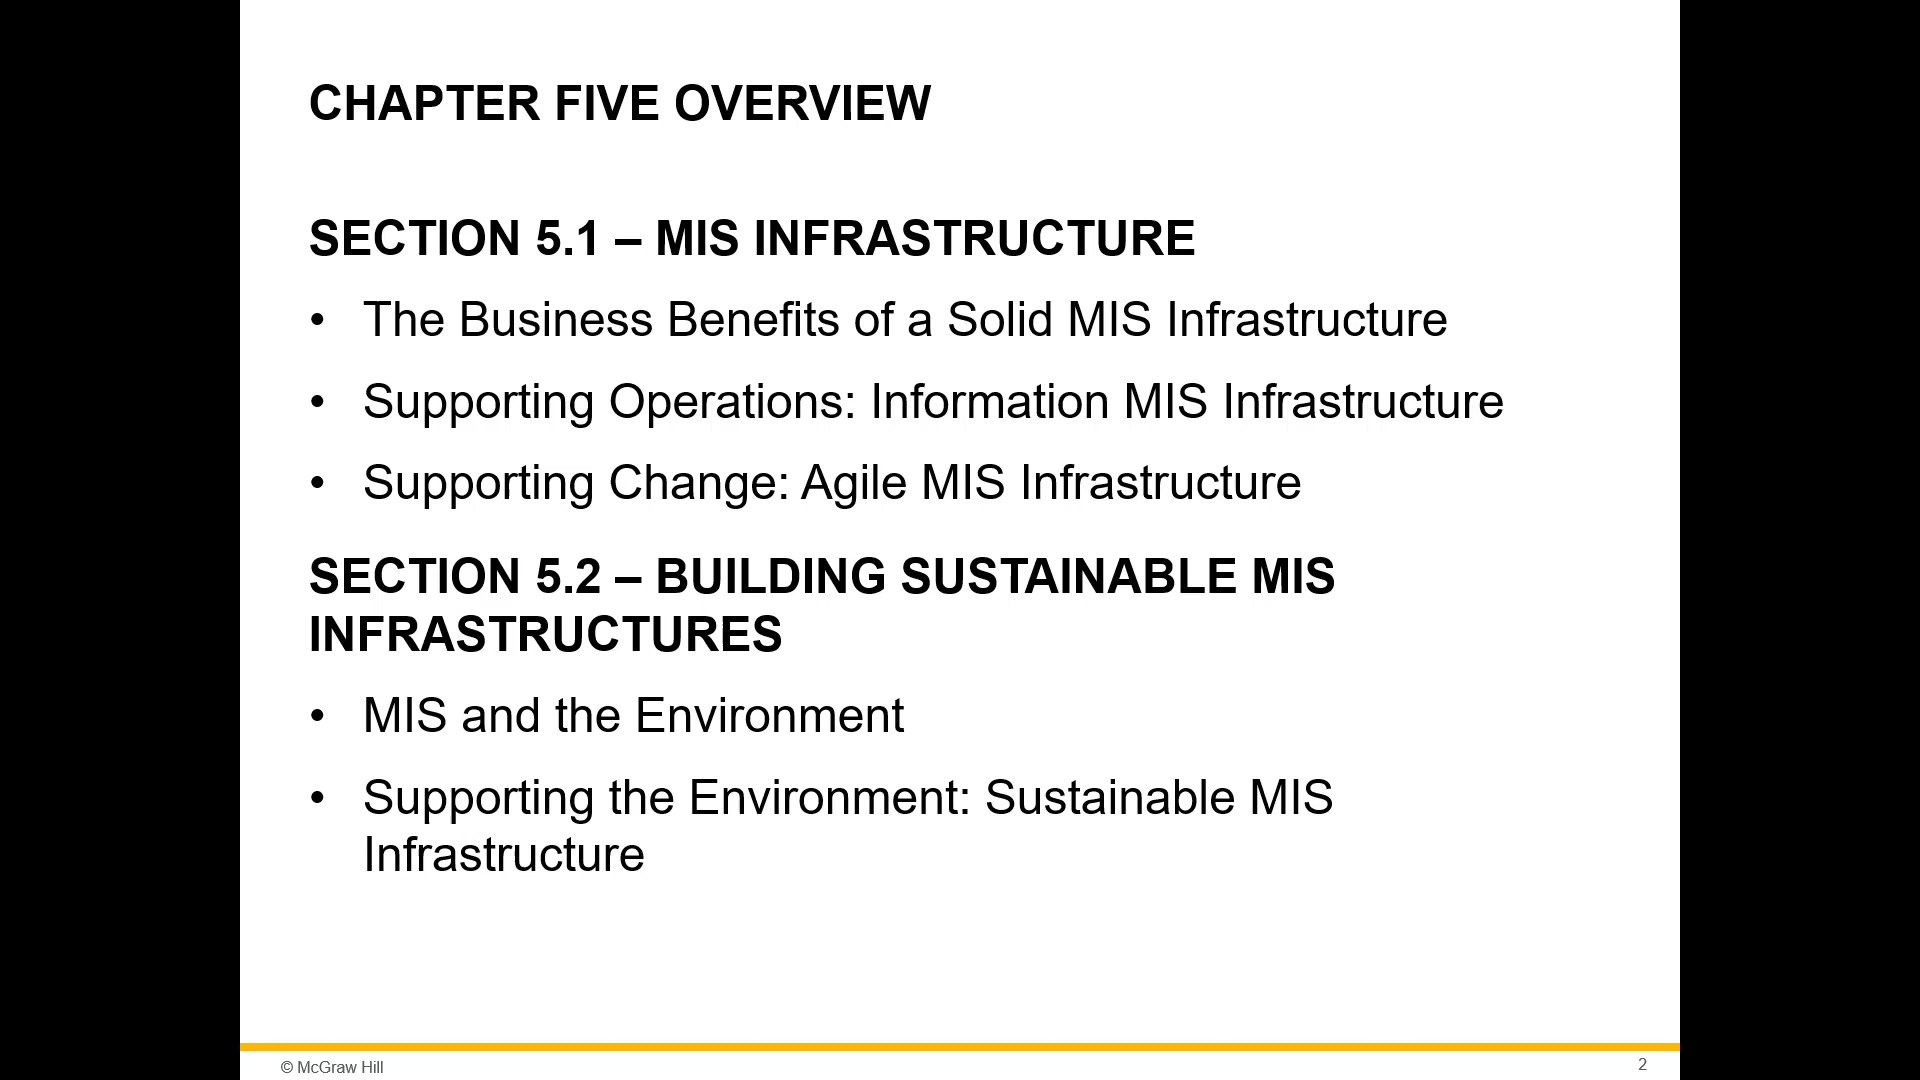 CHAPTER FIVE OVERVIEW
SECTION 5.1 – MIS INFRASTRUCTURE
• The Business Benefits of a Solid MIS Infrastructure
• Supporting Operations: Information MIS Infrastructure
• Supporting Change: Agile MIS Infrastructure
SECTION 5.2 – BUILDING SUSTAINABLE MIS
INFRASTRUCTURES
• MIS and the Environment
• Supporting the Environment: Sustainable MIS
Infrastructure
© McGraw Hill
2